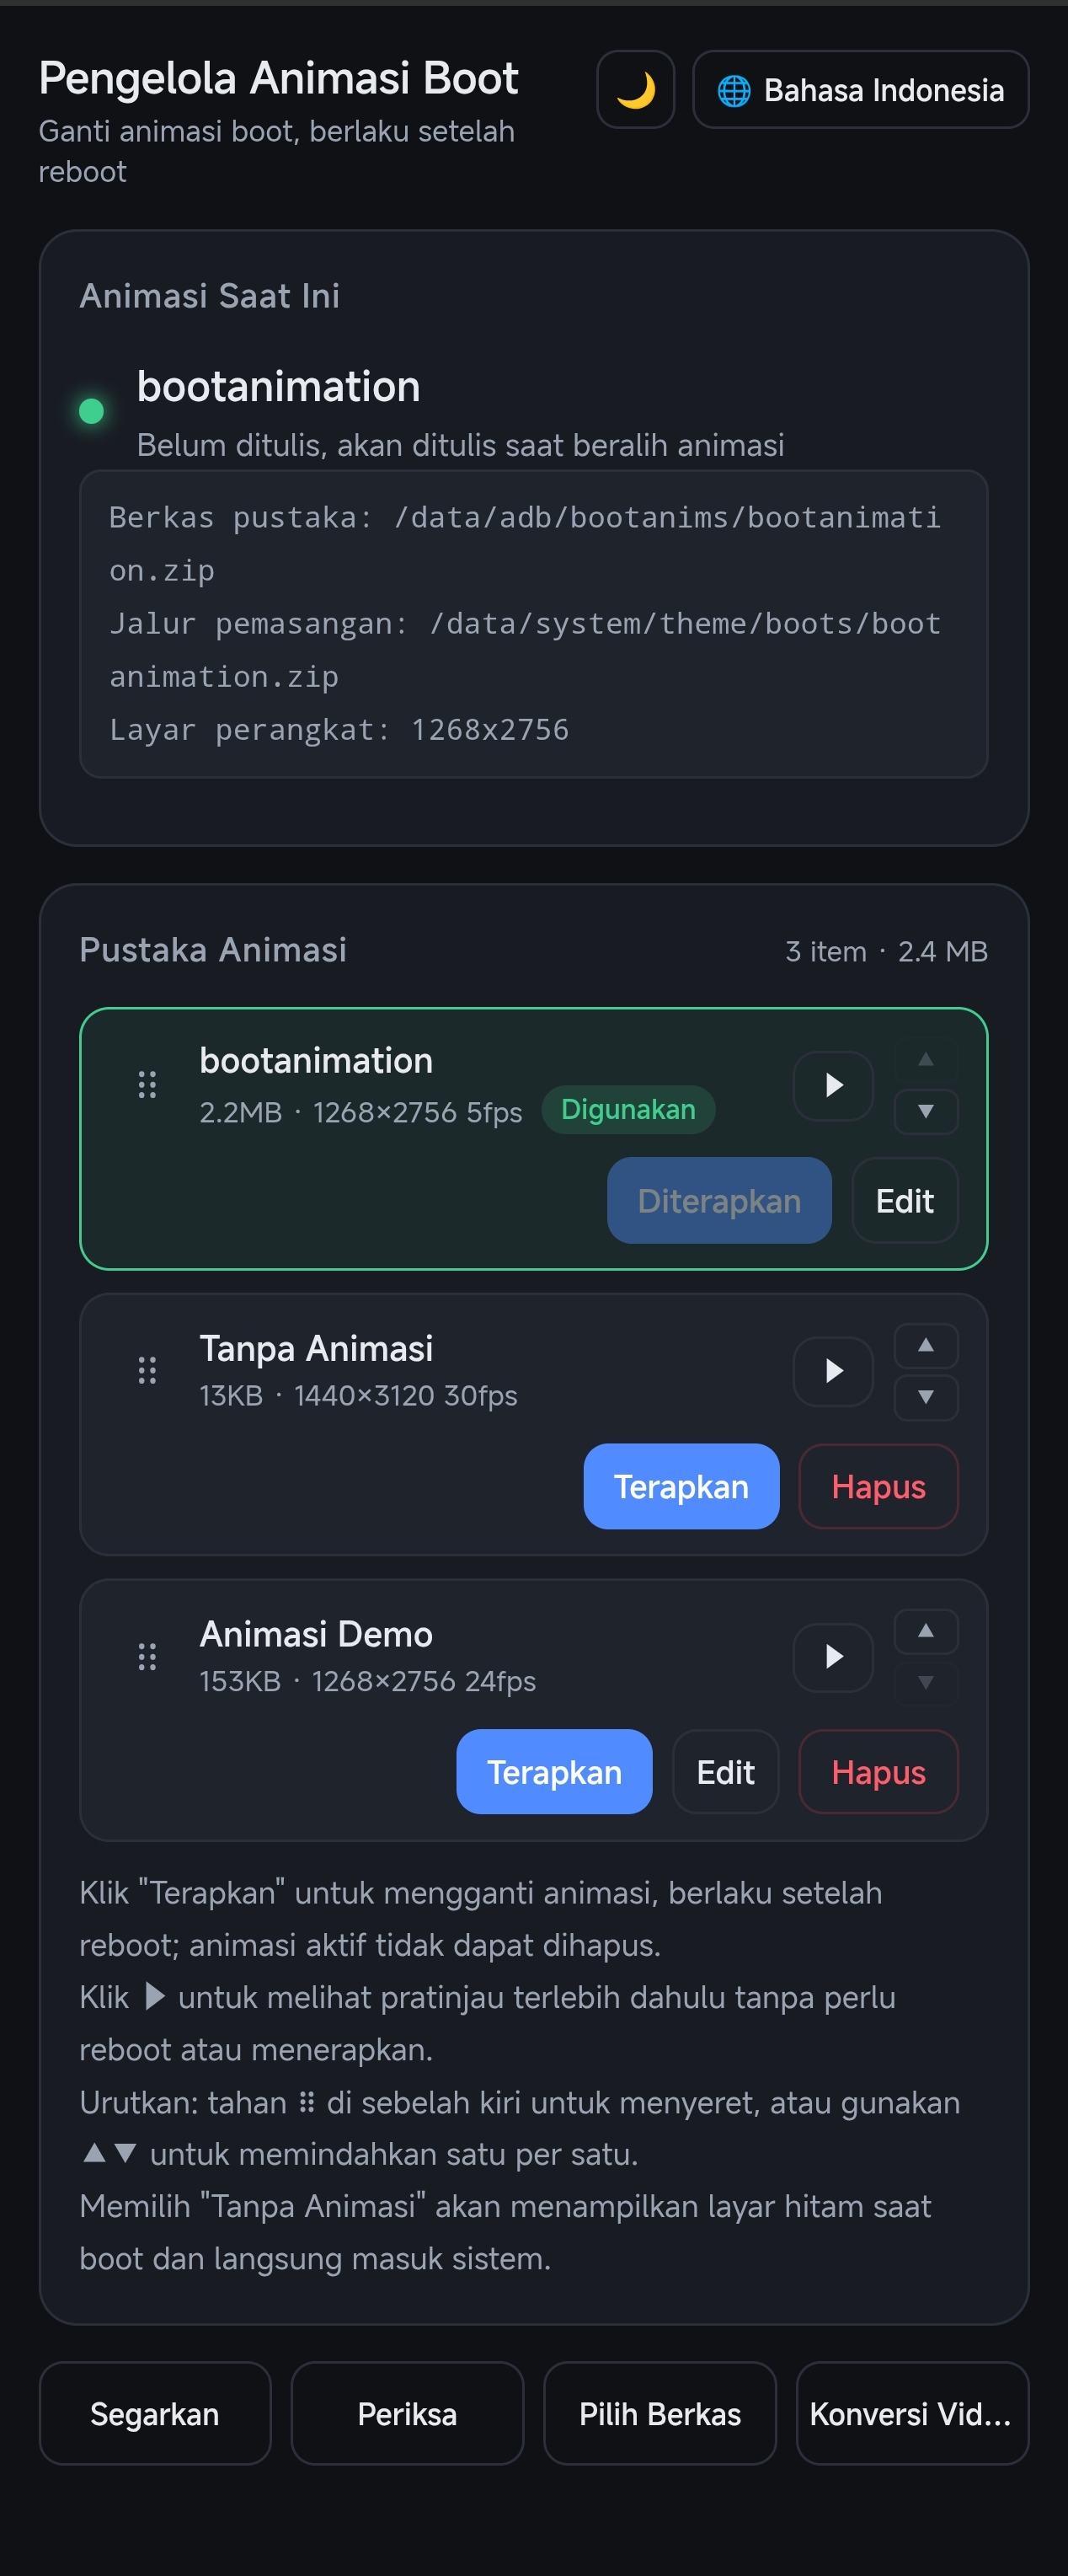 Pengelola Animasi Boot
Ganti animasi boot, berlaku setelah
reboot
🌙
🌐 Bahasa Indonesia
Animasi Saat Ini
bootanimation
Belum ditulis, akan ditulis saat beralih animasi
Berkas pustaka: /data/adb/bootanims/bootanimati
on.zip
Jalur pemasangan: /data/system/theme/boots/boot
animation.zip
Layar perangkat: 1268x2756
Pustaka Animasi
3 item · 2.4 MB
⠿ bootanimation ▶ ▲
2.2MB · 1268×2756 5fps Digunakan ▼
Diterapkan Edit
⠿ Tanpa Animasi ▶ ▲
13KB · 1440×3120 30fps ▼
Terapkan Hapus
⠿ Animasi Demo ▶ ▲
153KB · 1268×2756 24fps ▼
Terapkan Edit Hapus
Klik "Terapkan" untuk mengganti animasi, berlaku setelah
reboot; animasi aktif tidak dapat dihapus.
Klik ▶ untuk melihat pratinjau terlebih dahulu tanpa perlu
reboot atau menerapkan.
Urutkan: tahan ⠿ di sebelah kiri untuk menyeret, atau gunakan
▲▼ untuk memindahkan satu per satu.
Memilih "Tanpa Animasi" akan menampilkan layar hitam saat
boot dan langsung masuk sistem.
Segarkan Periksa Pilih Berkas Konversi Vid...